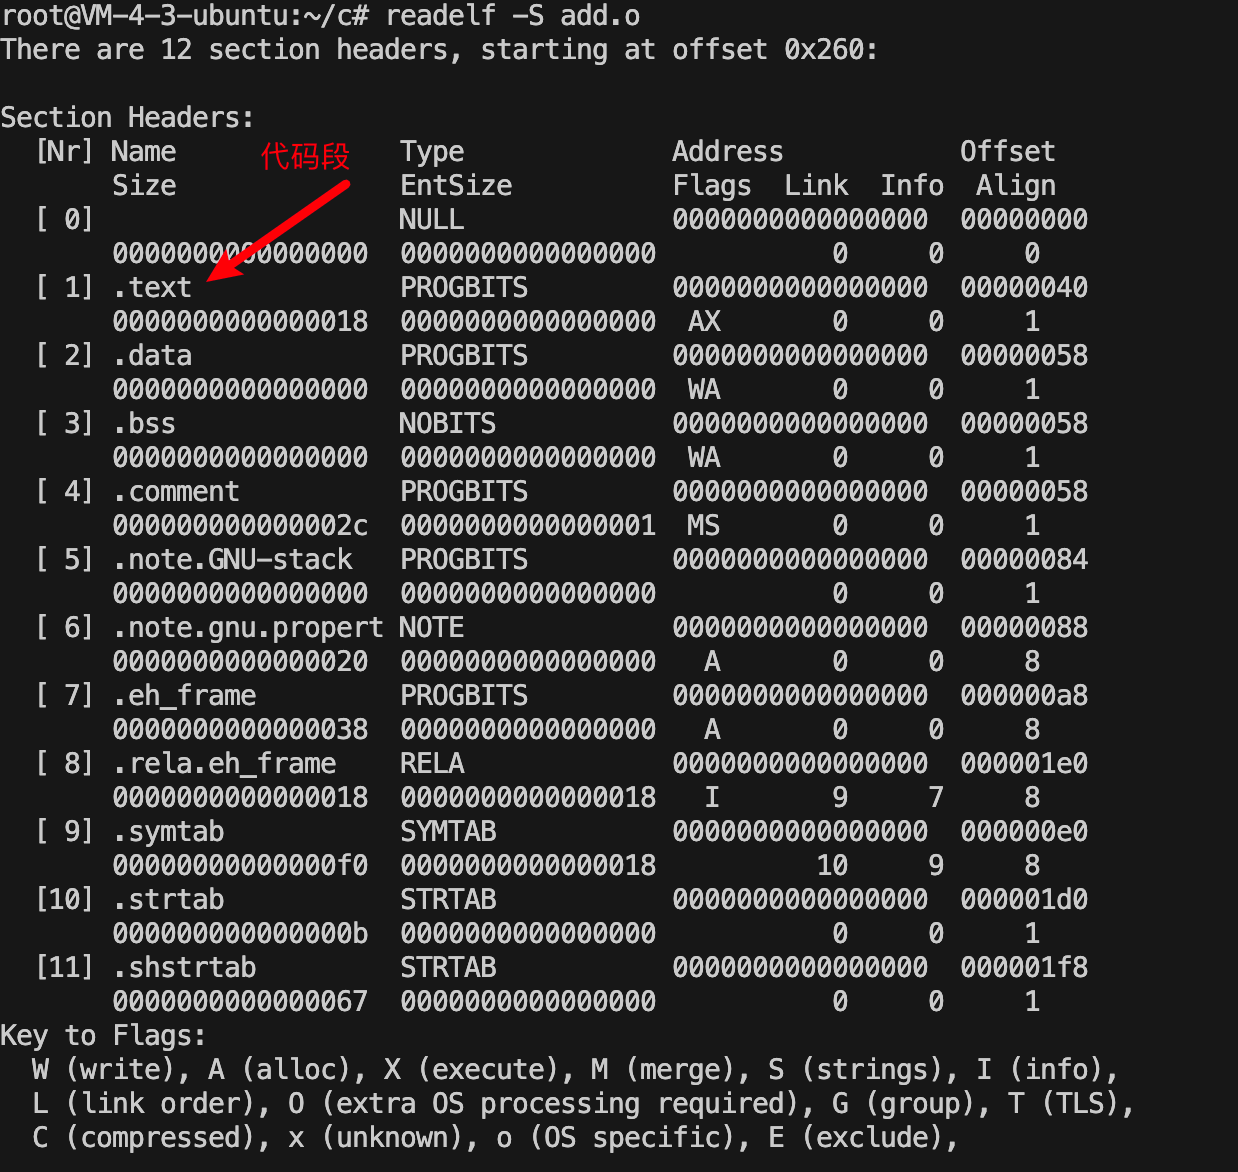 root@VM-4-3-ubuntu:~/c# readelf -S add.o
There are 12 section headers, starting at offset 0x260:

Section Headers:
  [Nr] Name              Type             Address           Offset
       Size              EntSize          Flags  Link  Info  Align
代码段
  [ 0]                   NULL             0000000000000000  00000000
       0000000000000000  0000000000000000           0     0     0
  [ 1] .text             PROGBITS         0000000000000000  00000040
       0000000000000018  0000000000000000  AX       0     0     1
  [ 2] .data             PROGBITS         0000000000000000  00000058
       0000000000000000  0000000000000000  WA       0     0     1
  [ 3] .bss              NOBITS           0000000000000000  00000058
       0000000000000000  0000000000000000  WA       0     0     1
  [ 4] .comment          PROGBITS         0000000000000000  00000058
       000000000000002c  0000000000000001  MS       0     0     1
  [ 5] .note.GNU-stack   PROGBITS         0000000000000000  00000084
       0000000000000000  0000000000000000           0     0     1
  [ 6] .note.gnu.propert NOTE             0000000000000000  00000088
       0000000000000020  0000000000000000   A       0     0     8
  [ 7] .eh_frame         PROGBITS         0000000000000000  000000a8
       0000000000000038  0000000000000000   A       0     0     8
  [ 8] .rela.eh_frame    RELA             0000000000000000  000001e0
       0000000000000018  0000000000000018   I       9     7     8
  [ 9] .symtab           SYMTAB           0000000000000000  000000e0
       00000000000000f0  0000000000000018          10     9     8
  [10] .strtab           STRTAB           0000000000000000  000001d0
       000000000000000b  0000000000000000           0     0     1
  [11] .shstrtab         STRTAB           0000000000000000  000001f8
       0000000000000067  0000000000000000           0     0     1
Key to Flags:
  W (write), A (alloc), X (execute), M (merge), S (strings), I (info),
  L (link order), O (extra OS processing required), G (group), T (TLS),
  C (compressed), x (unknown), o (OS specific), E (exclude),